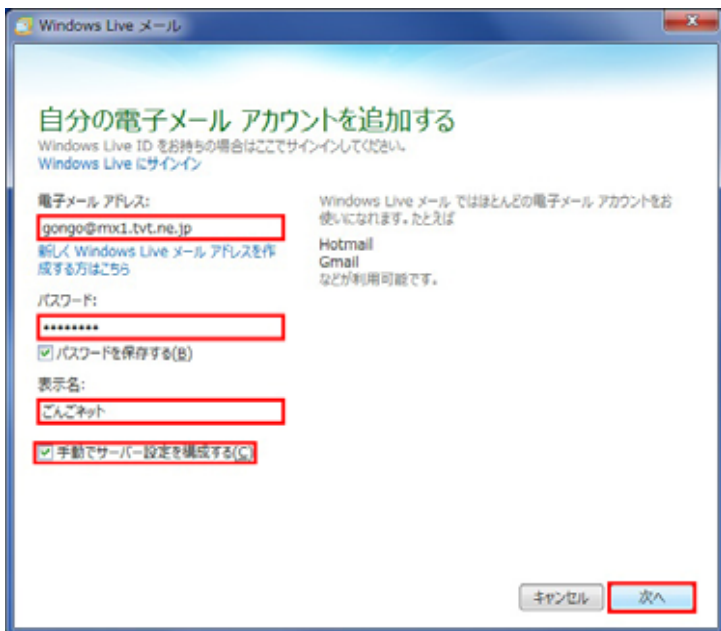 Windows Live メール
自分の電子メール アカウントを追加する
Windows Live ID をお持ちの場合はここでサインインしてください。
Windows Live にサインイン
電子メール アドレス:
gongo@mx1.tvt.ne.jp
新しく Windows Live メール アドレスを作
成する方はこちら
パスワード:
••••••••
パスワードを保存する(B)
表示名:
ごんごネット
手動でサーバー設定を構成する(C)
Windows Live メール ではほとんどの電子メール アカウントをお
使いになれます。たとえば
Hotmail
Gmail
などが利用可能です。
キャンセル
次へ